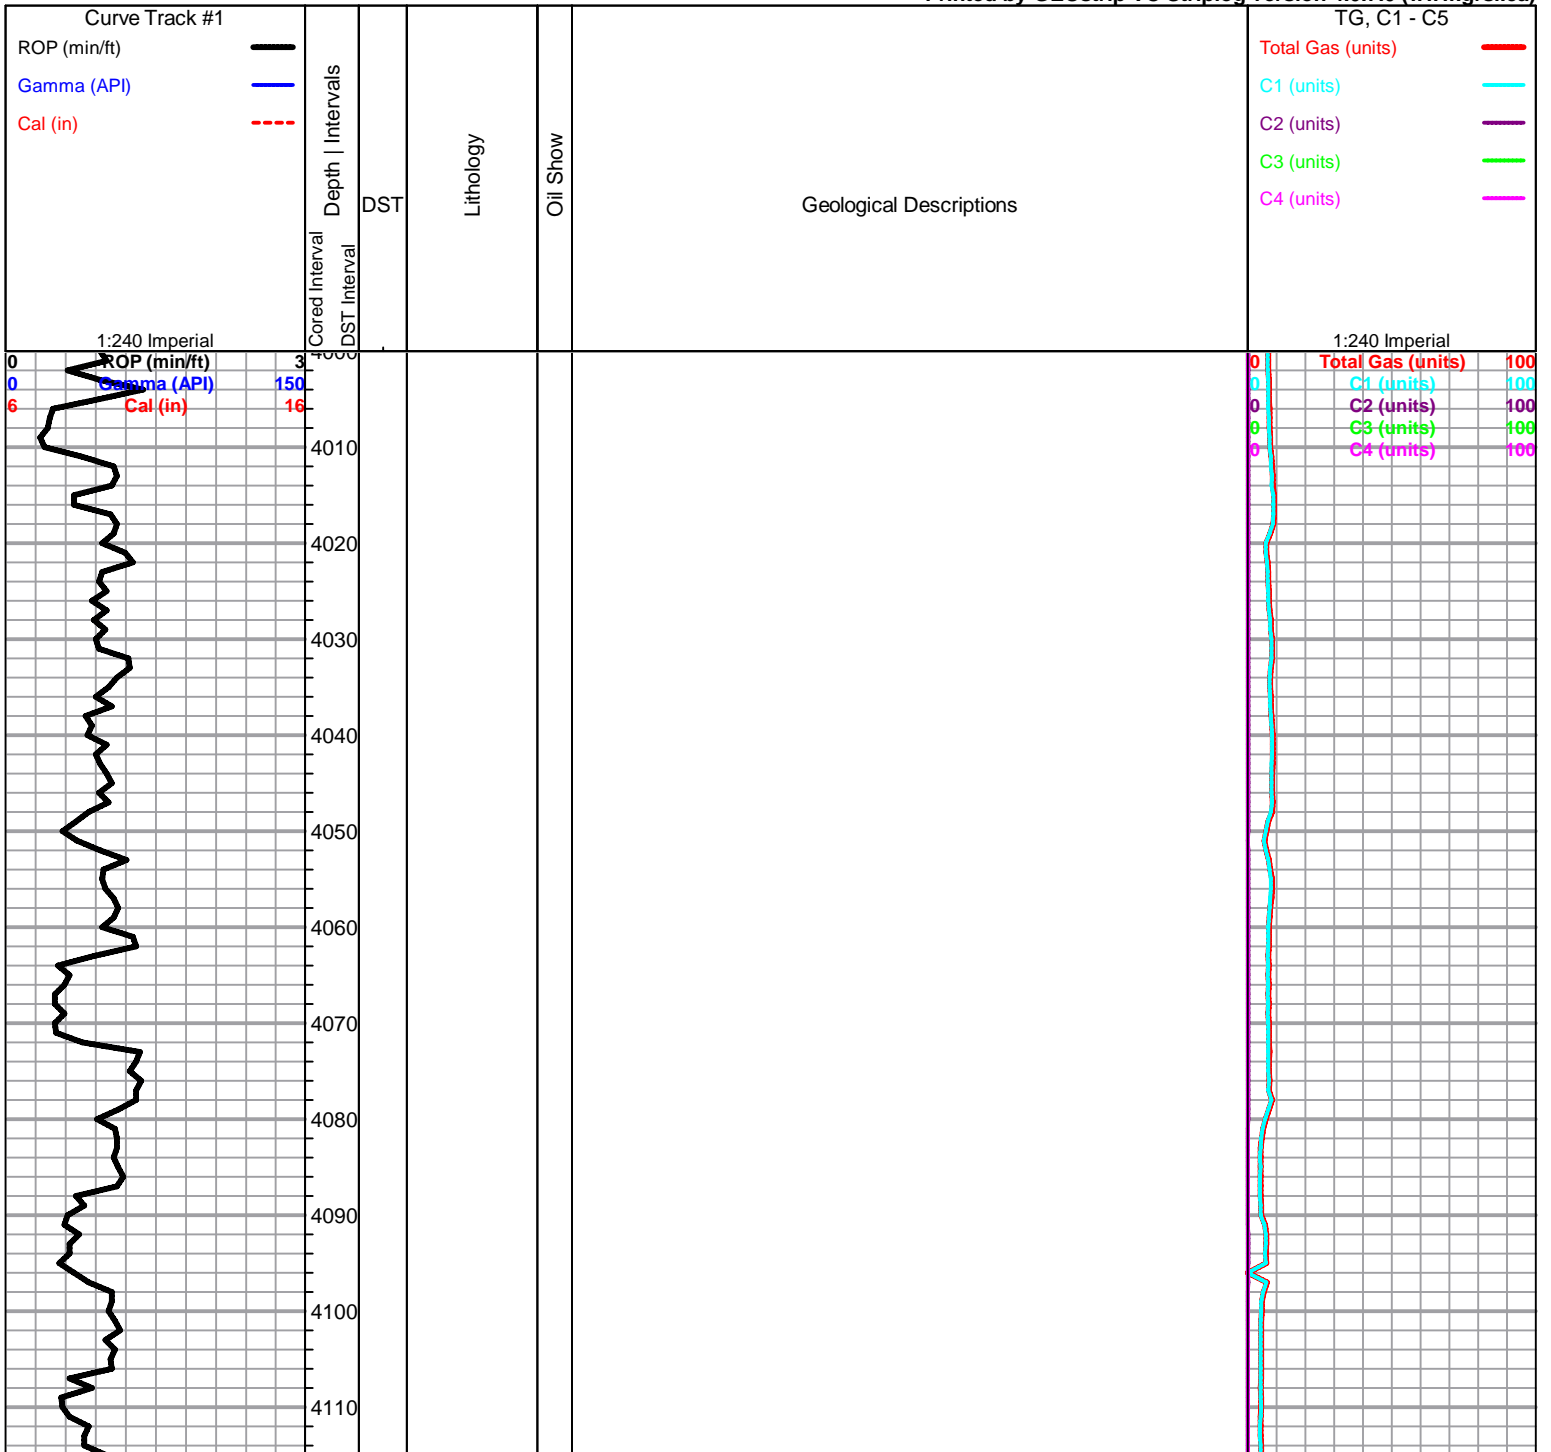 Curve Track #1
ROP (min/ft)
Gamma (API)
Cal (in)
1:240 Imperial
Depth | Intervals
Cored Interval
DST Interval
DST
Lithology
Oil Show
Geological Descriptions
TG, C1 - C5
Total Gas (units)
C1 (units)
C2 (units)
C3 (units)
C4 (units)
1:240 Imperial
0 ROP (min/ft) 3
0 Gamma (API) 150
6 Cal (in) 16
0 Total Gas (units) 100
0 C1 (units) 100
0 C2 (units) 100
0 C3 (units) 100
0 C4 (units) 100
4000
4010
4020
4030
4040
4050
4060
4070
4080
4090
4100
4110